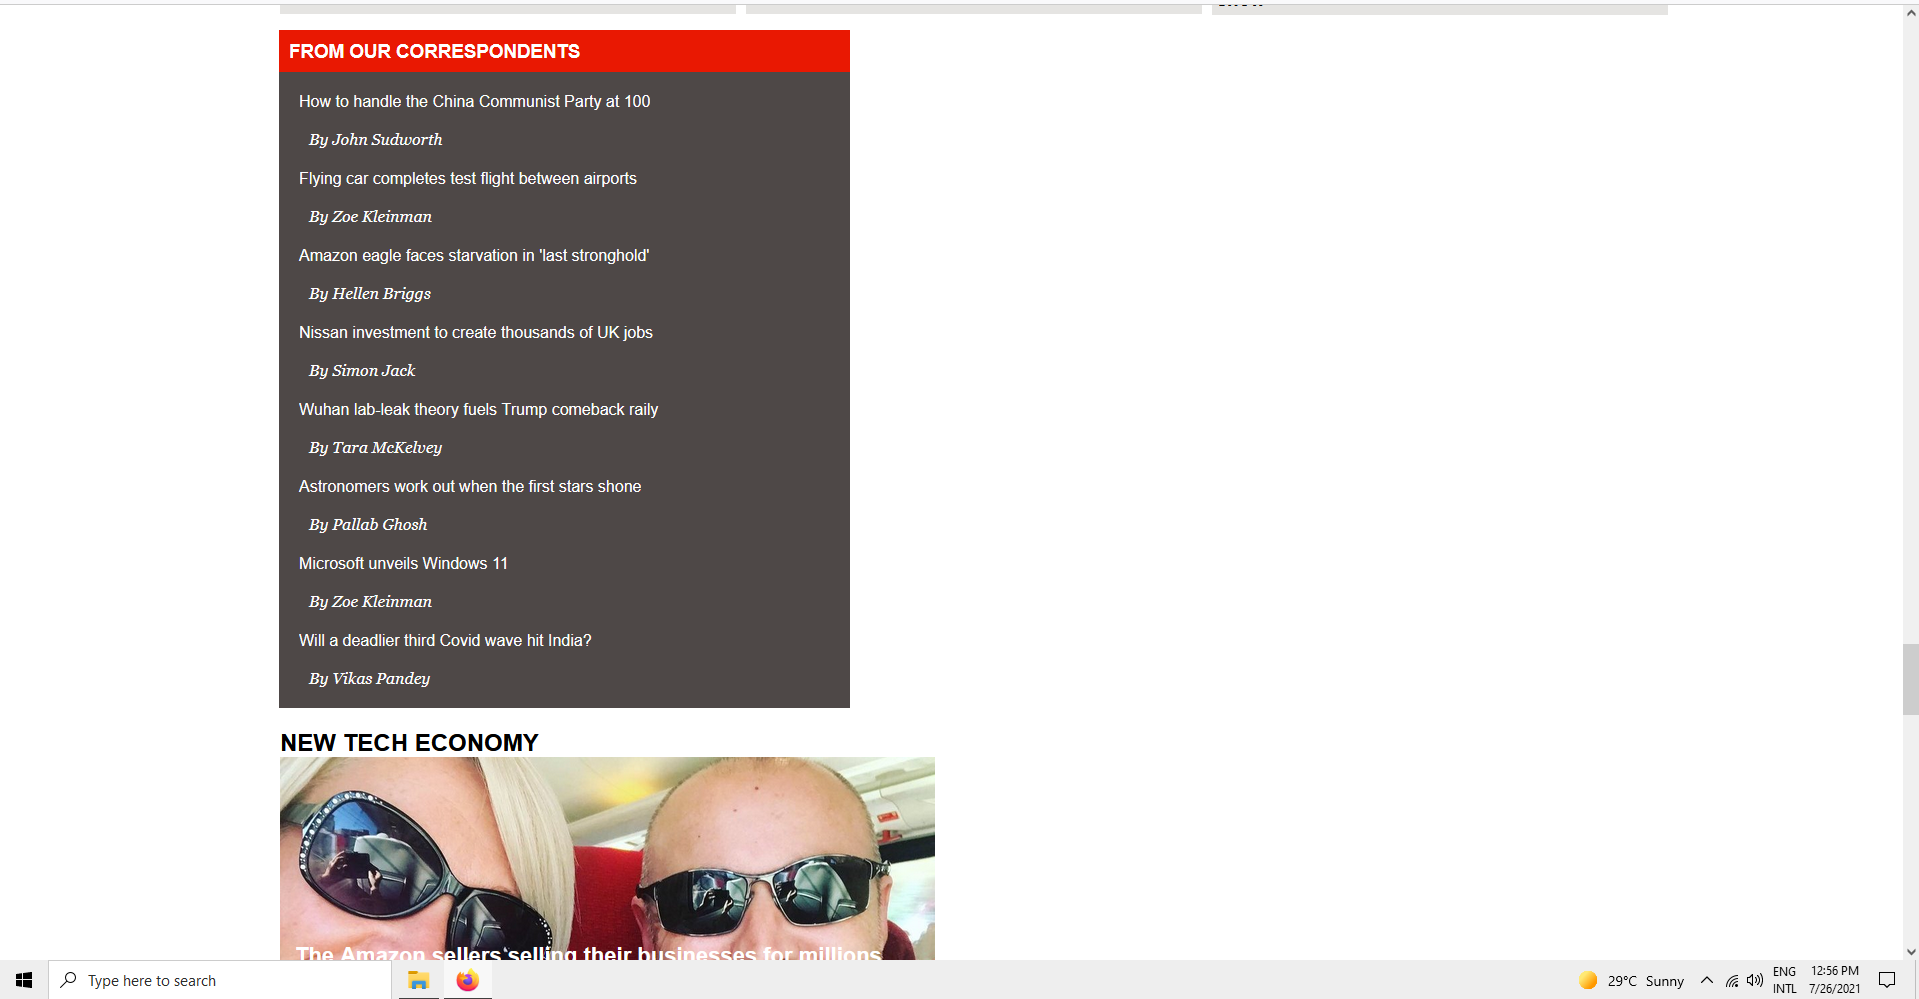 FROM OUR CORRESPONDENTS
How to handle the China Communist Party at 100
By John Sudworth
Flying car completes test flight between airports
By Zoe Kleinman
Amazon eagle faces starvation in 'last stronghold'
By Hellen Briggs
Nissan investment to create thousands of UK jobs
By Simon Jack
Wuhan lab-leak theory fuels Trump comeback raily
By Tara McKelvey
Astronomers work out when the first stars shone
By Pallab Ghosh
Microsoft unveils Windows 11
By Zoe Kleinman
Will a deadlier third Covid wave hit India?
By Vikas Pandey
NEW TECH ECONOMY
The Amazon sellers selling their businesses for millions
Type here to search
29°C Sunny
ENG
INTL
12:56 PM
7/26/2021